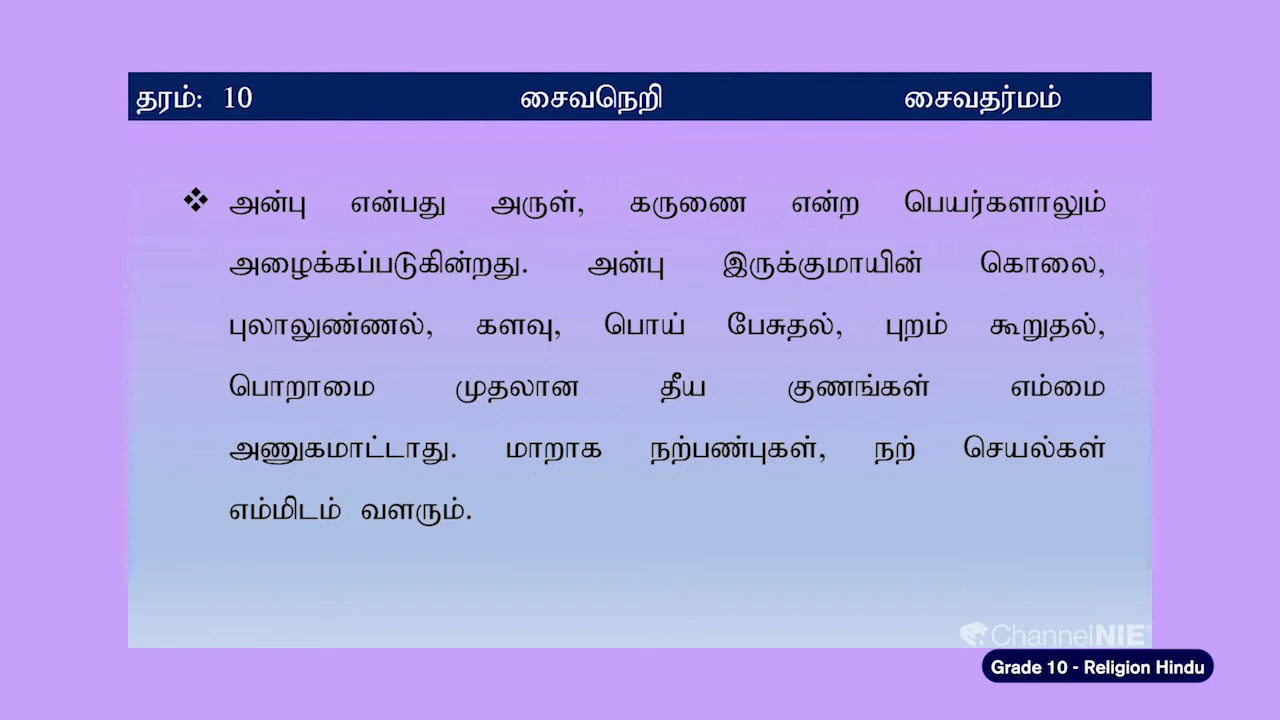 தரம்: 10 சைவநெறி சைவதர்மம்
❖ அன்பு என்பது அருள், கருணை என்ற பெயர்களாலும்
அழைக்கப்படுகின்றது. அன்பு இருக்குமாயின் கொலை,
புலாலுண்ணல், களவு, பொய் பேசுதல், புறம் கூறுதல்,
பொறாமை முதலான தீய குணங்கள் எம்மை
அணுகமாட்டாது. மாறாக நற்பண்புகள், நற் செயல்கள்
எம்மிடம் வளரும்.
ChannelNIE
Grade 10 - Religion Hindu